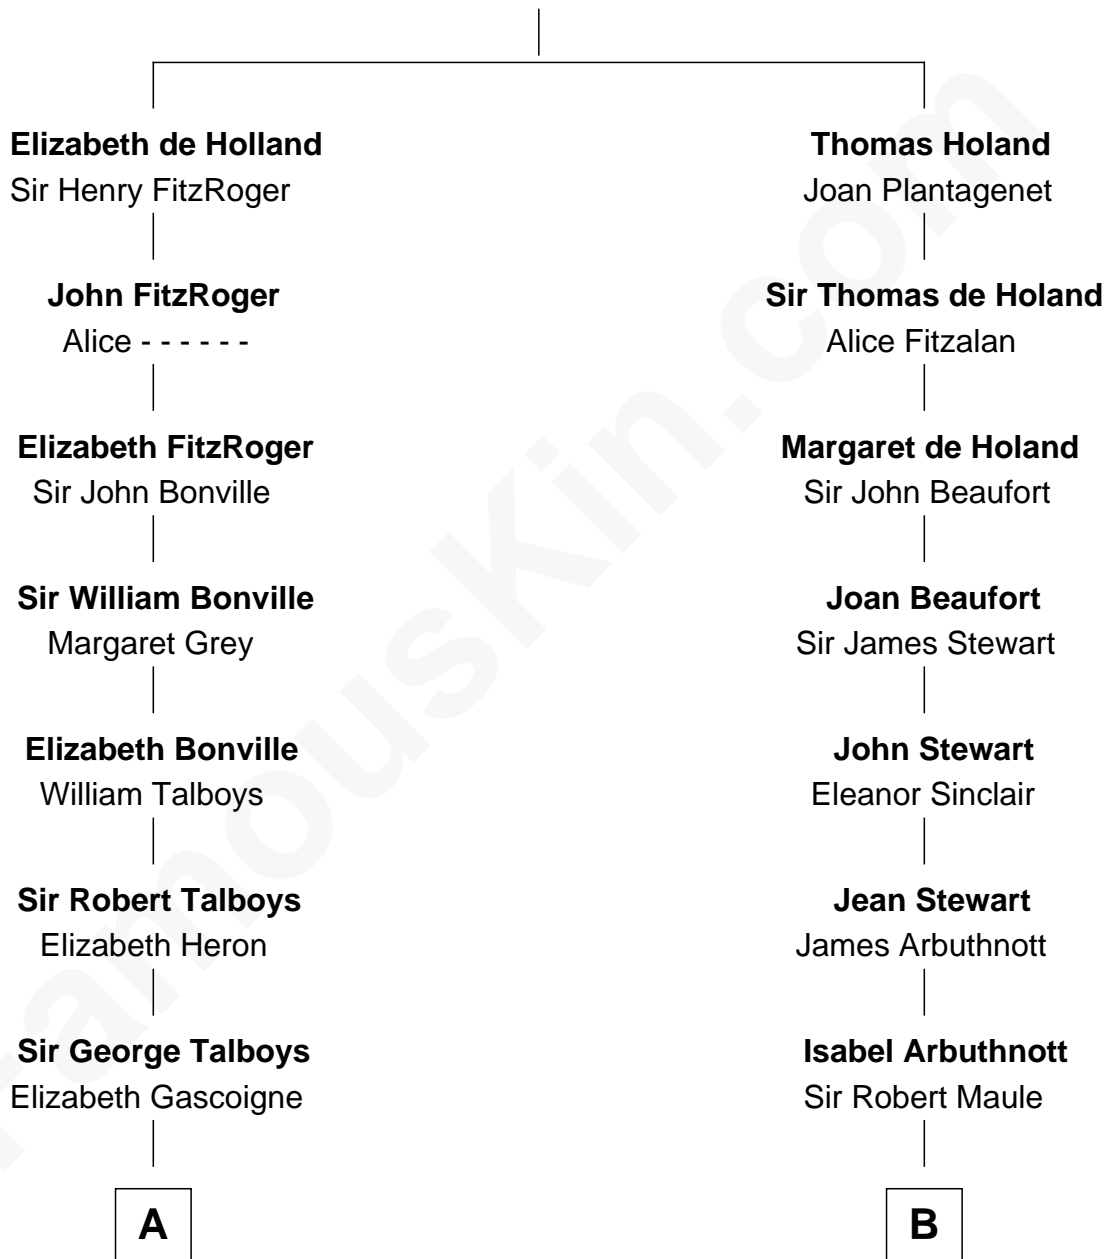 Elizabeth de Holland
Sir Henry FitzRoger
John FitzRoger
Alice - - - - - -
Elizabeth FitzRoger
Sir John Bonville
Sir William Bonville
Margaret Grey
Elizabeth Bonville
William Talboys
Sir Robert Talboys
Elizabeth Heron
Sir George Talboys
Elizabeth Gascoigne
A
Thomas Holand
Joan Plantagenet
Sir Thomas de Holand
Alice Fitzalan
Margaret de Holand
Sir John Beaufort
Joan Beaufort
Sir James Stewart
John Stewart
Eleanor Sinclair
Jean Stewart
James Arbuthnott
Isabel Arbuthnott
Sir Robert Maule
B
FamousKin.com